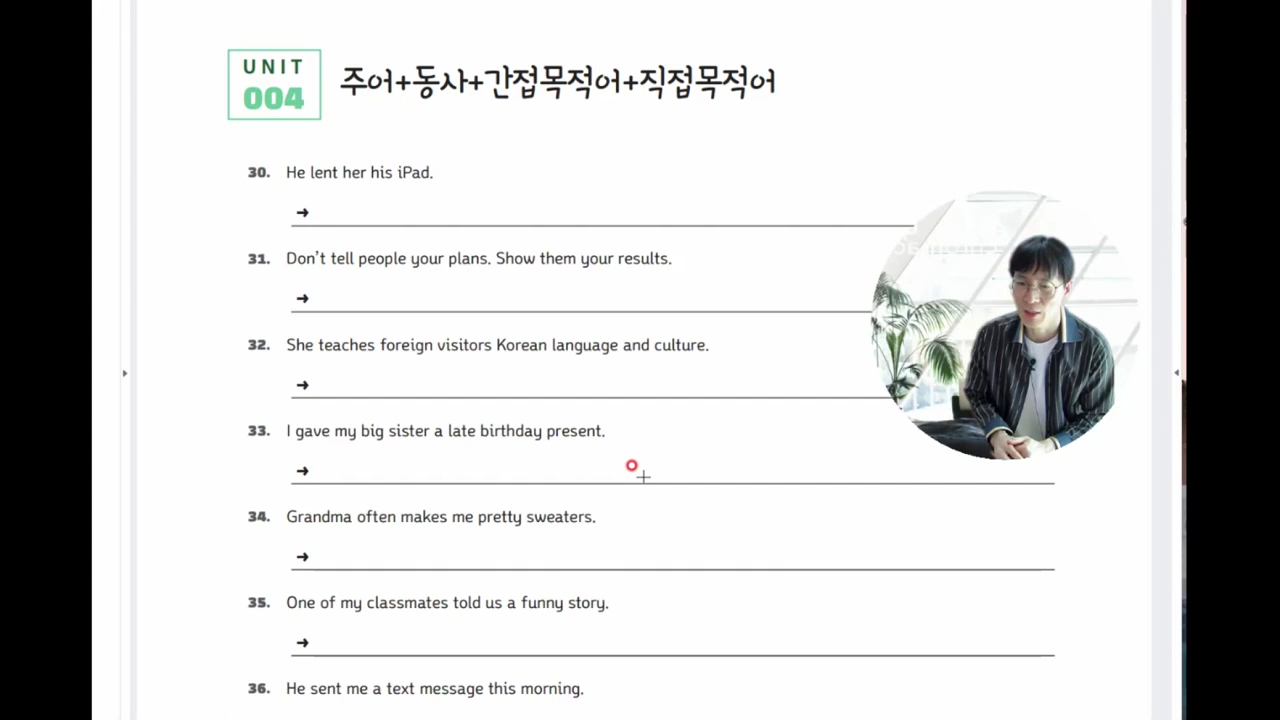 UNIT
004
주어+동사+간접목적어+직접목적어
30. He lent her his iPad.
→
31. Don't tell people your plans. Show them your results.
→
32. She teaches foreign visitors Korean language and culture.
→
33. I gave my big sister a late birthday present.
→
34. Grandma often makes me pretty sweaters.
→
35. One of my classmates told us a funny story.
→
36. He sent me a text message this morning.